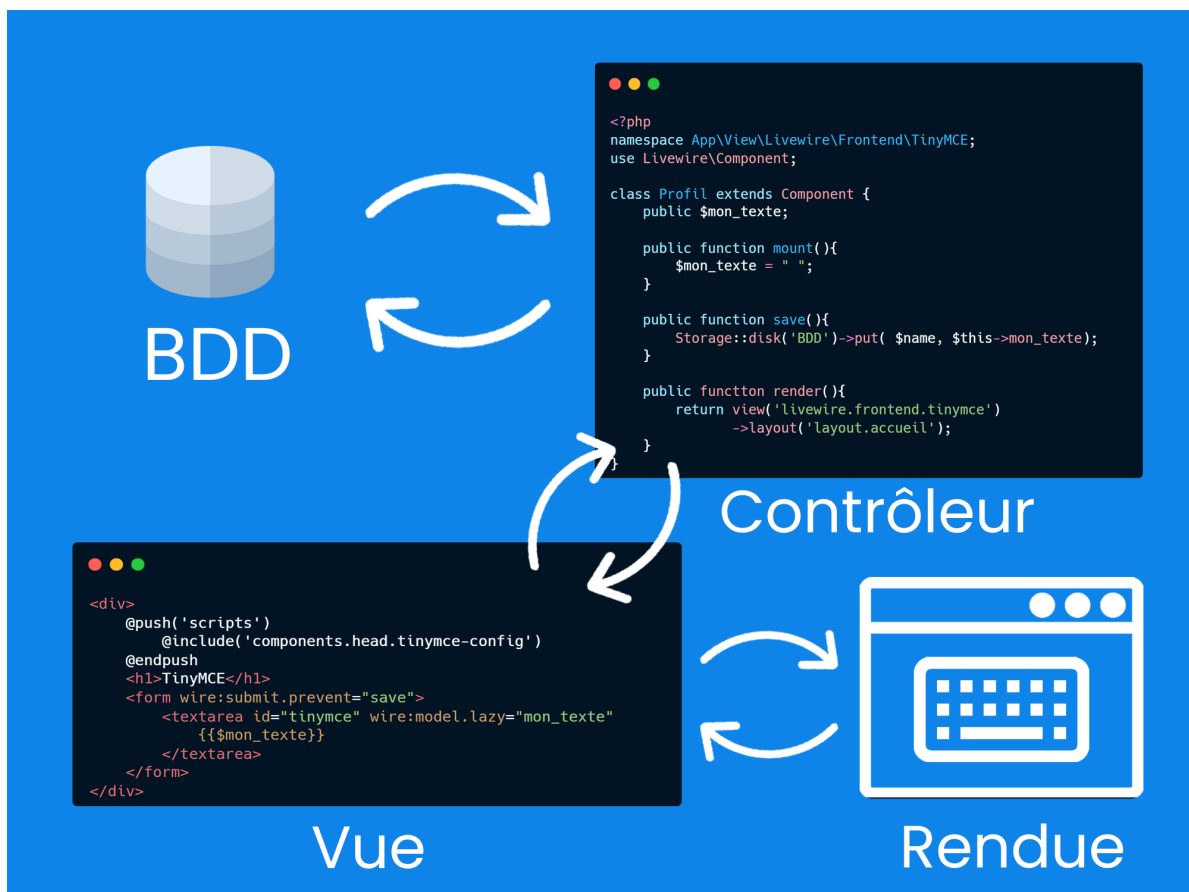 BDD
<?php
namespace App\View\Livewire\Frontend\TinyMCE;
use Livewire\Component;
class Profil extends Component {
public $mon_texte;
public function mount(){
$mon_texte = " ";
}
public function save(){
Storage::disk('BDD')->put( $name, $this->mon_texte);
}
public functton render(){
return view('livewire.frontend.tinymce')
->layout('layout.accueil');
}
}
Contrôleur
<div>
@push('scripts')
@include('components.head.tinymce-config')
@endpush
<h1>TinyMCE</h1>
<form wire:submit.prevent="save">
<textarea id="tinymce" wire:model.lazy="mon_texte"
{{$mon_texte}}
</textarea>
</form>
</div>
Vue
Rendue